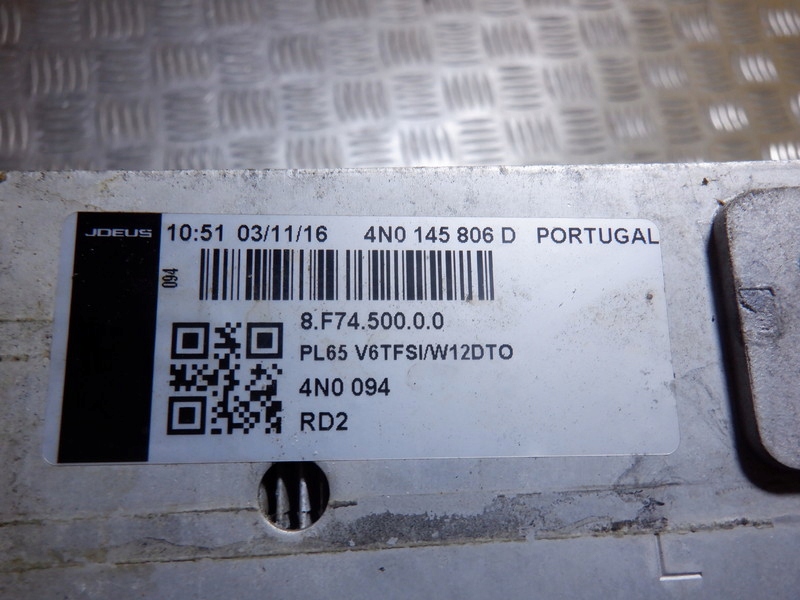 JDEUS 10:51 03/11/16 4N0 145 806 D PORTUGAL
094
8.F74.500.0.0
PL65 V6TFSI/W12DTO
4N0 094
RD2
L